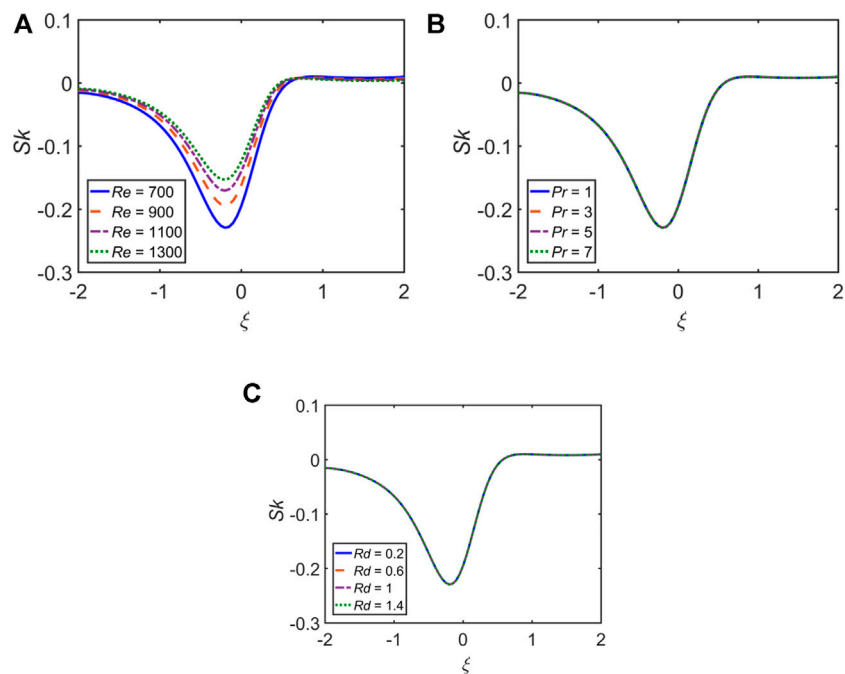 A
0.1
0
-0.1
-0.2
-0.3
Sk
Re = 700
Re = 900
Re = 1100
Re = 1300
-2 -1 0 1 2
ξ
B
0.1
0
-0.1
-0.2
-0.3
Sk
Pr = 1
Pr = 3
Pr = 5
Pr = 7
-2 -1 0 1 2
ξ
C
0.1
0
-0.1
-0.2
-0.3
Sk
Rd = 0.2
Rd = 0.6
Rd = 1
Rd = 1.4
-2 -1 0 1 2
ξ